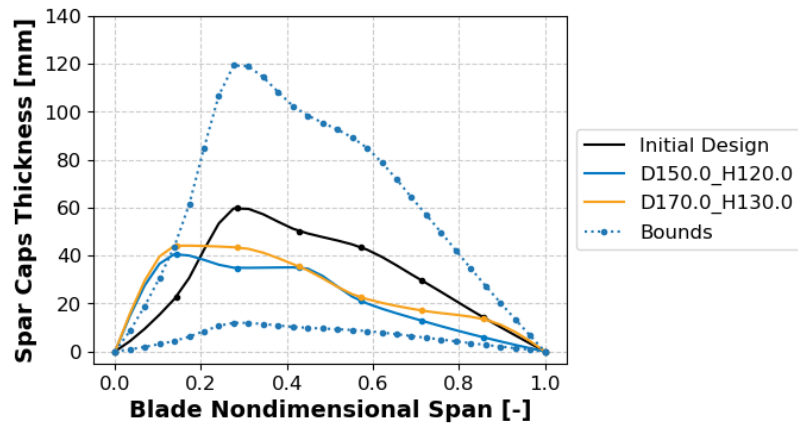 Spar Caps Thickness [mm]
140
120
100
80
60
40
20
0
0.0 0.2 0.4 0.6 0.8 1.0
Blade Nondimensional Span [-]
Initial Design
D150.0_H120.0
D170.0_H130.0
Bounds